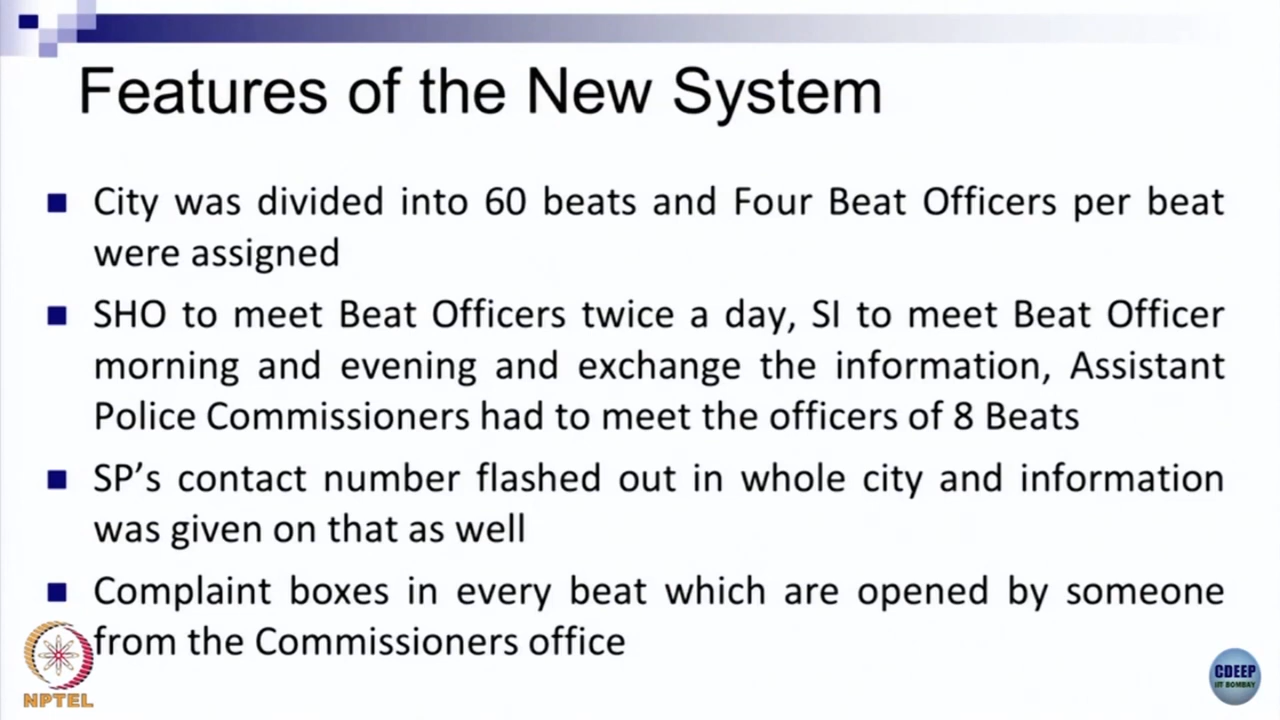 Features of the New System
City was divided into 60 beats and Four Beat Officers per beat
were assigned
SHO to meet Beat Officers twice a day, SI to meet Beat Officer
morning and evening and exchange the information, Assistant
Police Commissioners had to meet the officers of 8 Beats
SP’s contact number flashed out in whole city and information
was given on that as well
Complaint boxes in every beat which are opened by someone
from the Commissioners office
NPTEL
CDEEP
IIT BOMBAY